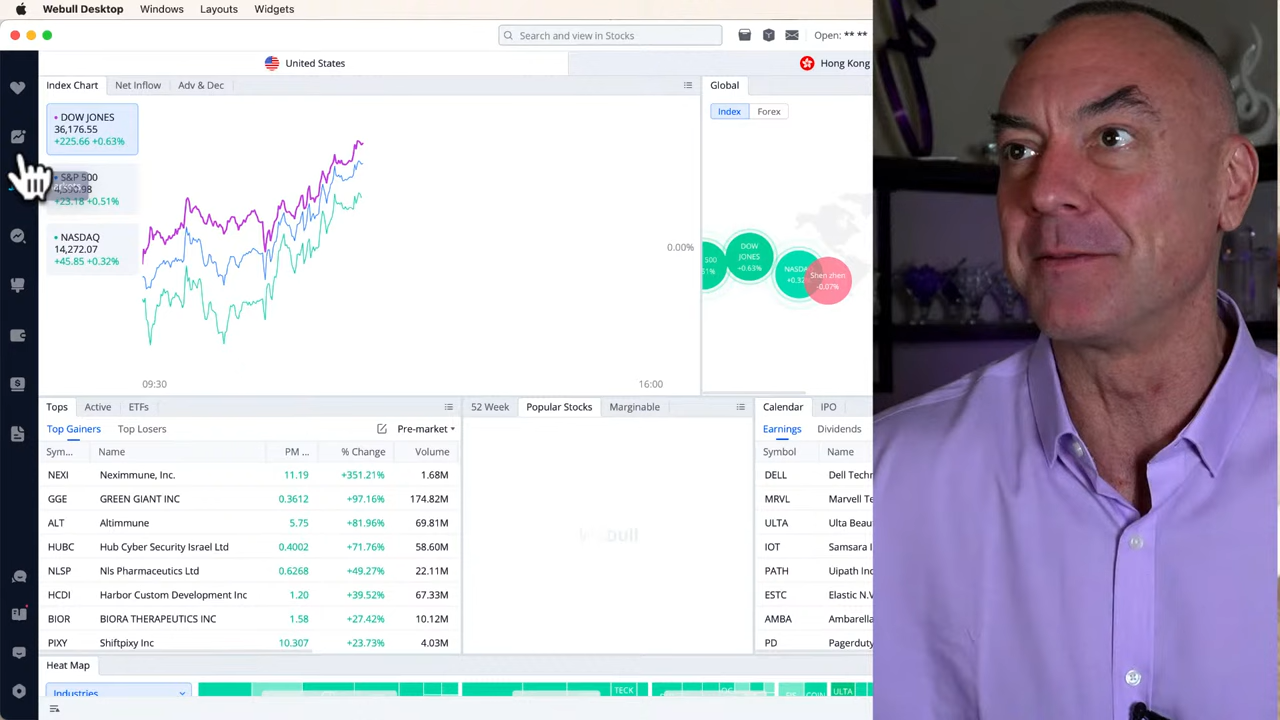 Webull Desktop Windows Layouts Widgets
Search and view in Stocks
Open: ** **
United States
Hong Kong
Index Chart Net Inflow Adv & Dec
Global
DOW JONES
36,176.55
+225.66 +0.63%
Index Forex
S&P 500
+23.18 +0.51%
NASDAQ
14,272.07
+45.85 +0.32%
0.00%
500
51%
DOW
JONES
+0.63%
NASDA
+0.32
Shen zhen
-0.07%
09:30 16:00
Tops Active ETFs
52 Week Popular Stocks Marginable
Calendar IPO
Top Gainers Top Losers Pre-market
Earnings Dividends
Sym... Name PM ... % Change Volume
Symbol Name
NEXI Neximmune, Inc. 11.19 +351.21% 1.68M
DELL Dell Techn
GGE GREEN GIANT INC 0.3612 +97.16% 174.82M
MRVL Marvell Te
ALT Altimmune 5.75 +81.96% 69.81M
ULTA Ulta Beau
HUBC Hub Cyber Security Israel Ltd 0.4002 +71.76% 58.60M
IOT Samsara I
NLSP Nls Pharmaceutics Ltd 0.6268 +49.27% 22.11M
PATH Uipath Inc
HCDI Harbor Custom Development Inc 1.20 +39.52% 67.33M
ESTC Elastic N.V
BIOR BIORA THERAPEUTICS INC 1.58 +27.42% 10.12M
AMBA Ambarella
PIXY Shiftpixy Inc 10.307 +23.73% 4.03M
PD Pagerduty
Heat Map
Industries
TECK
COIN
ULTA